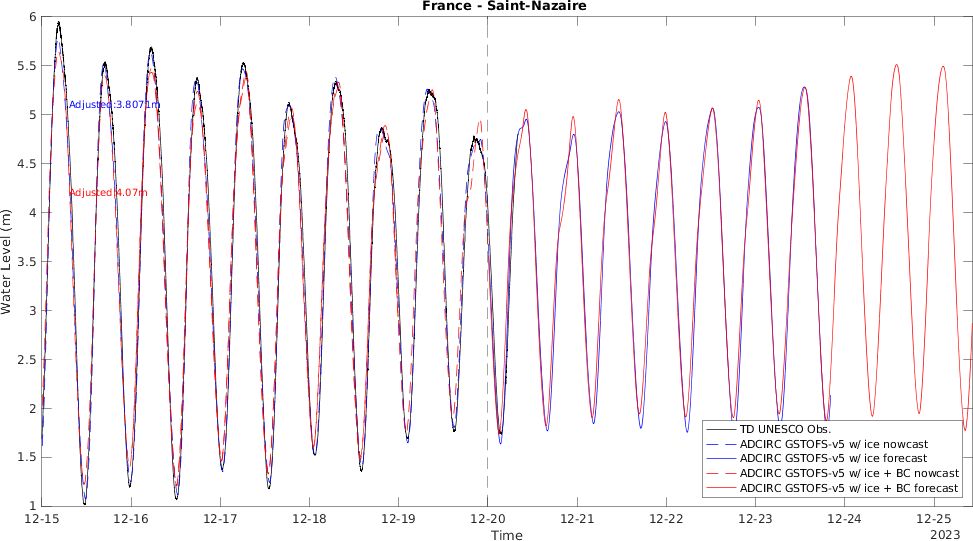 France - Saint-Nazaire
6
5.5
5
4.5
4
3.5
3
2.5
2
1.5
1
Water Level (m)
Adjusted:3.8071m
Adjusted:4.07m
TD UNESCO Obs.
ADCIRC GSTOFS-v5 w/ ice nowcast
ADCIRC GSTOFS-v5 w/ ice forecast
ADCIRC GSTOFS-v5 w/ ice + BC nowcast
ADCIRC GSTOFS-v5 w/ ice + BC forecast
12-15 12-16 12-17 12-18 12-19 12-20 12-21 12-22 12-23 12-24 12-25
Time
2023